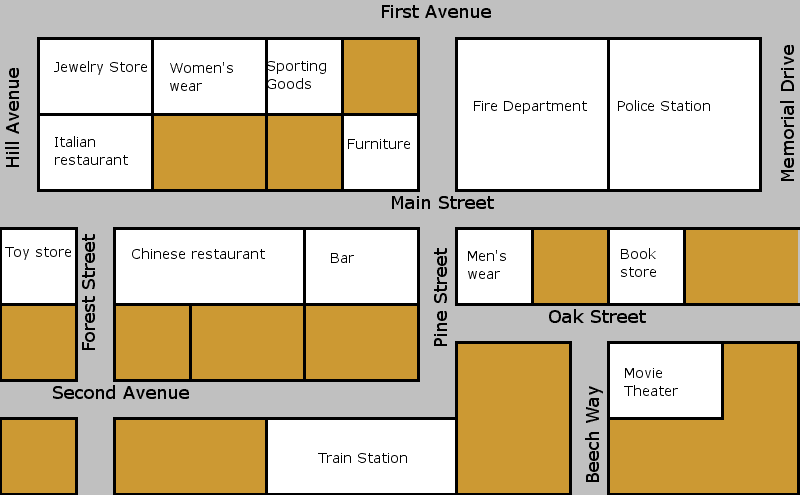 First Avenue
Hill Avenue
Jewelry Store
Women's
wear
Sporting
Goods
Fire Department
Police Station
Memorial Drive
Italian
restaurant
Furniture
Main Street
Toy store
Forest Street
Chinese restaurant
Bar
Pine Street
Men's
wear
Book
store
Oak Street
Second Avenue
Beech Way
Movie
Theater
Train Station